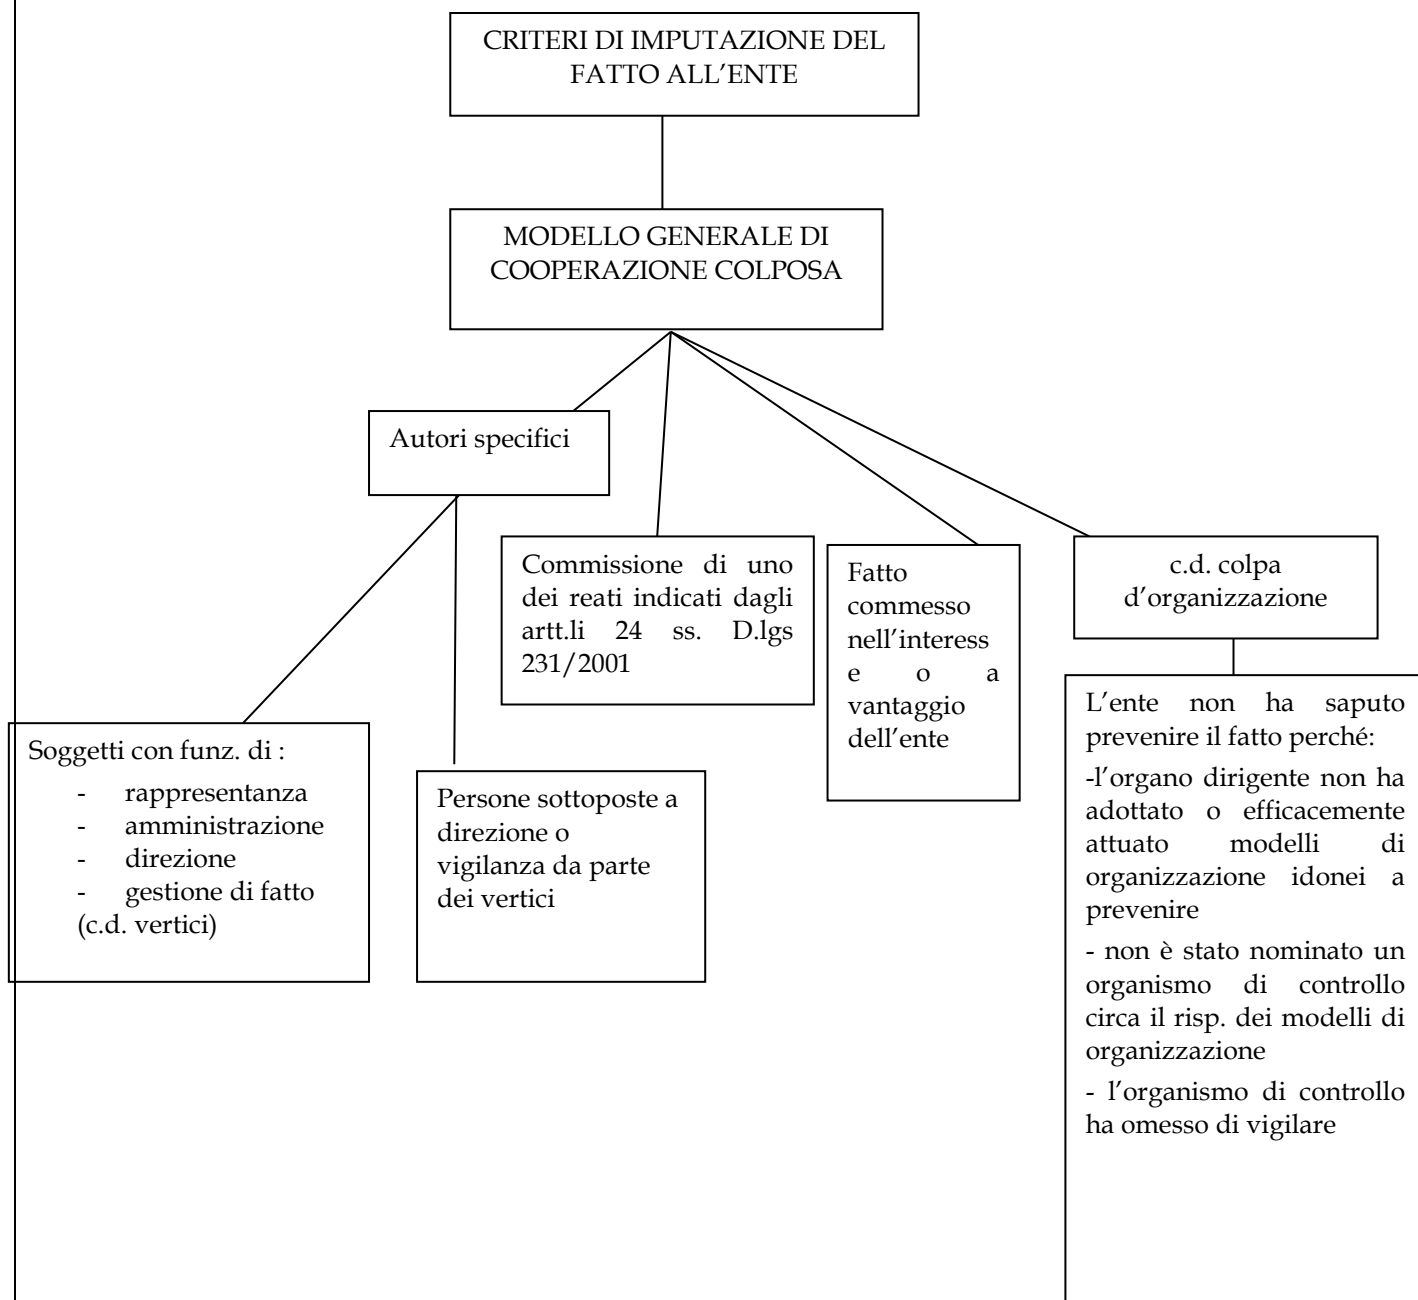 CRITERI DI IMPUTAZIONE DEL
FATTO ALL’ENTE
MODELLO GENERALE DI
COOPERAZIONE COLPOSA
Autori specifici
Commissione di uno
dei reati indicati dagli
artt.li 24 ss. D.lgs
231/2001
Fatto
commesso
nell’interess
e o a
vantaggio
dell’ente
c.d. colpa
d’organizzazione
Soggetti con funz. di :
- rappresentanza
- amministrazione
- direzione
- gestione di fatto
(c.d. vertici)
Persone sottoposte a
direzione o
vigilanza da parte
dei vertici
L’ente non ha saputo
prevenire il fatto perché:
-l’organo dirigente non ha
adottato o efficacemente
attuato modelli di
organizzazione idonei a
prevenire
- non è stato nominato un
organismo di controllo
circa il risp. dei modelli di
organizzazione
- l’organismo di controllo
ha omesso di vigilare